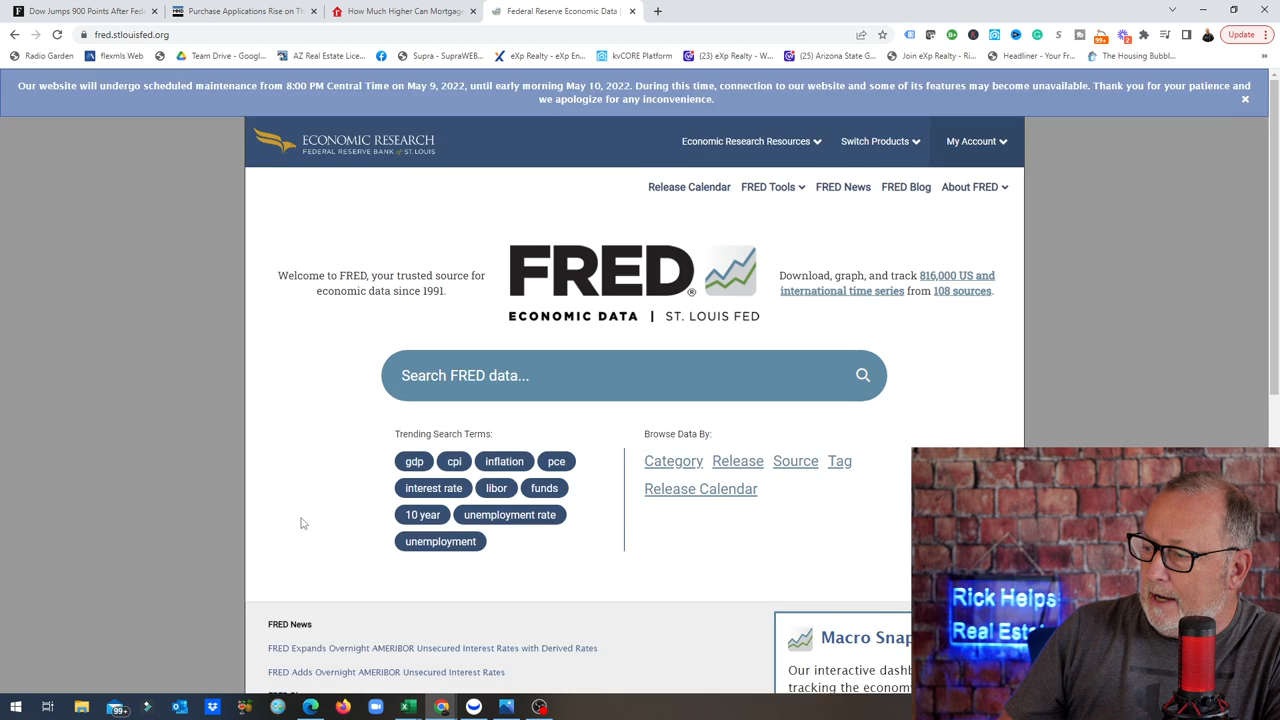 Dow Jumps 900 Points After Fed
Purchase Applications Rise on Th
How Much Higher Can Mortgag
Federal Reserve Economic Data |
fred.stlouisfed.org
Update
Radio Garden
flexmls Web
Team Drive - Googl...
AZ Real Estate Lice...
Supra - SupraWEB...
eXp Realty - eXp En...
kvCORE Platform
(23) eXp Realty - W...
(25) Arizona State G...
Join eXp Realty - Ri...
Headliner - Your Fr...
The Housing Bubbl...
Our website will undergo scheduled maintenance from 8:00 PM Central Time on May 9, 2022, until early morning May 10, 2022. During this time, connection to our website and some of its features may become unavailable. Thank you for your patience and
we apologize for any inconvenience.
ECONOMIC RESEARCH
FEDERAL RESERVE BANK of ST. LOUIS
Economic Research Resources
Switch Products
My Account
Release Calendar
FRED Tools
FRED News
FRED Blog
About FRED
Welcome to FRED, your trusted source for
economic data since 1991.
FRED®
ECONOMIC DATA | ST. LOUIS FED
Download, graph, and track 816,000 US and
international time series from 108 sources.
Search FRED data...
Trending Search Terms:
gdp cpi inflation pce
interest rate libor funds
10 year unemployment rate
unemployment
Browse Data By:
Category Release Source Tag
Release Calendar
FRED News
FRED Expands Overnight AMERIBOR Unsecured Interest Rates with Derived Rates
FRED Adds Overnight AMERIBOR Unsecured Interest Rates
Macro Snap
Our interactive dashb
tracking the econom
Rick Helps
Real Esta
99+
99+